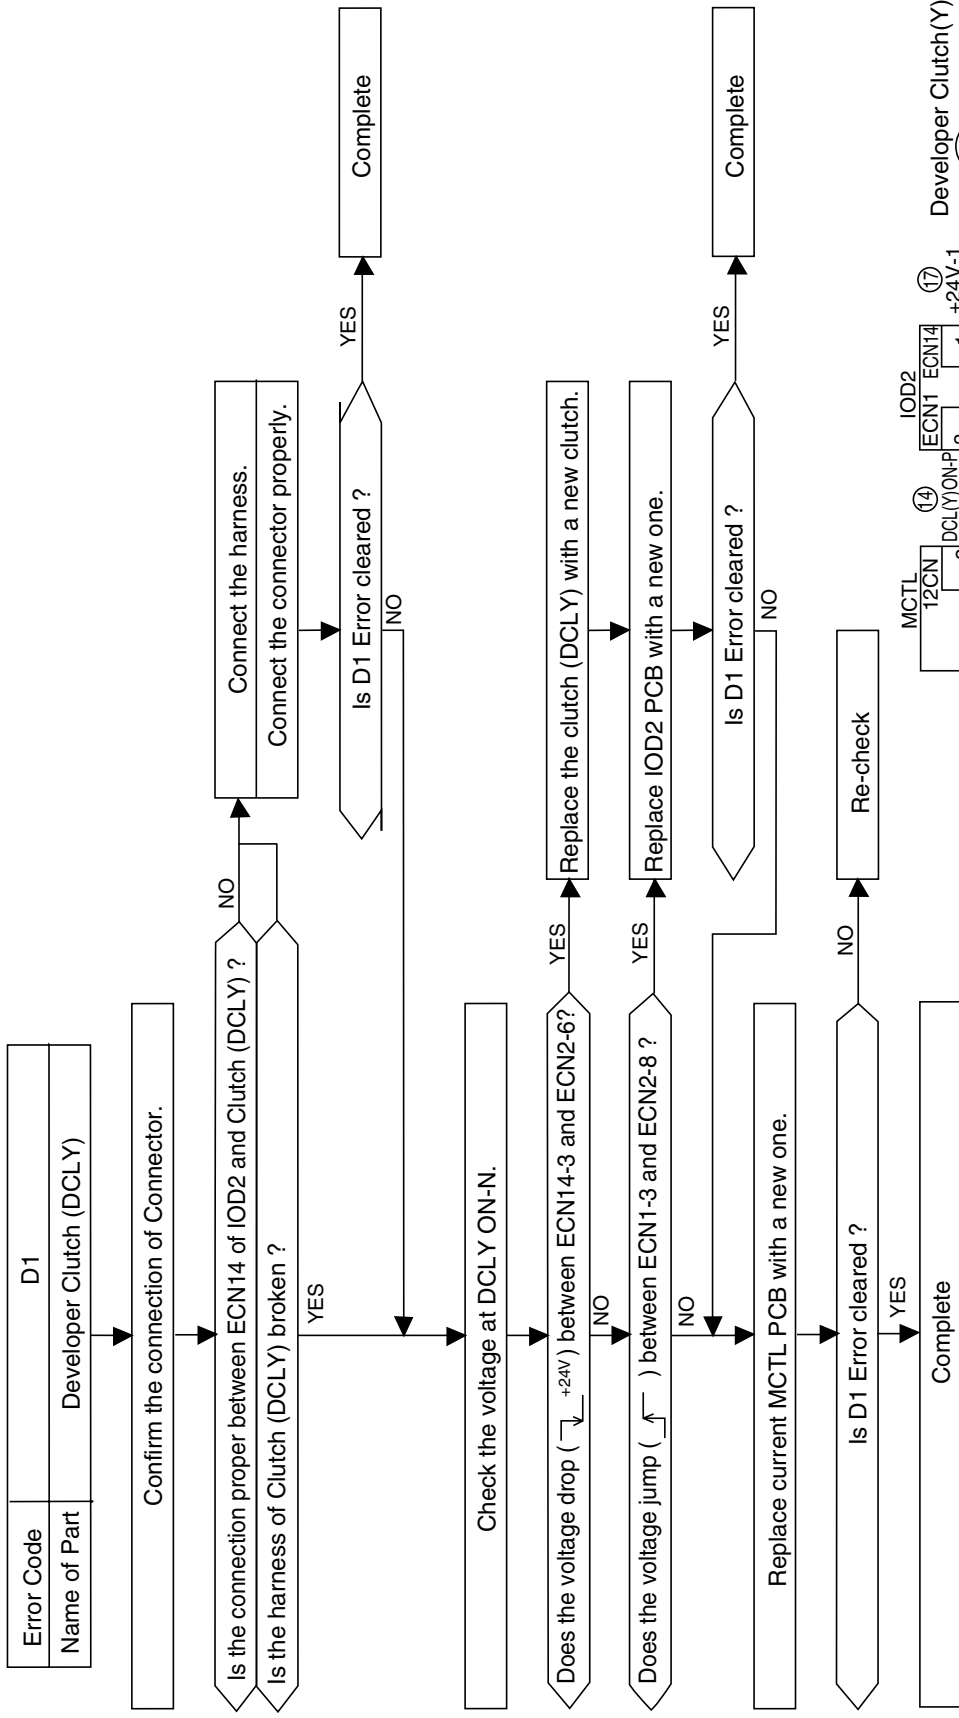 Error Code D1
Name of Part Developer Clutch (DCLY)
Confirm the connection of Connector.
Is the connection proper between ECN14 of IOD2 and Clutch (DCLY) ?
Is the harness of Clutch (DCLY) broken ?
NO
YES
Connect the harness.
Connect the connector properly.
Is D1 Error cleared ?
YES
Complete
NO
Check the voltage at DCLY ON-N.
Does the voltage drop ( +24V ) between ECN14-3 and ECN2-6?
YES
Replace the clutch (DCLY) with a new clutch.
NO
Does the voltage jump ( ) between ECN1-3 and ECN2-8 ?
YES
Replace IOD2 PCB with a new one.
NO
Is D1 Error cleared ?
YES
Complete
NO
Replace current MCTL PCB with a new one.
Is D1 Error cleared ?
NO
Re-check
YES
Complete
MCTL
12CN
14
DCL(Y)ON-P
IOD2
ECN1 ECN14
17
+24V-1
Developer Clutch(Y)